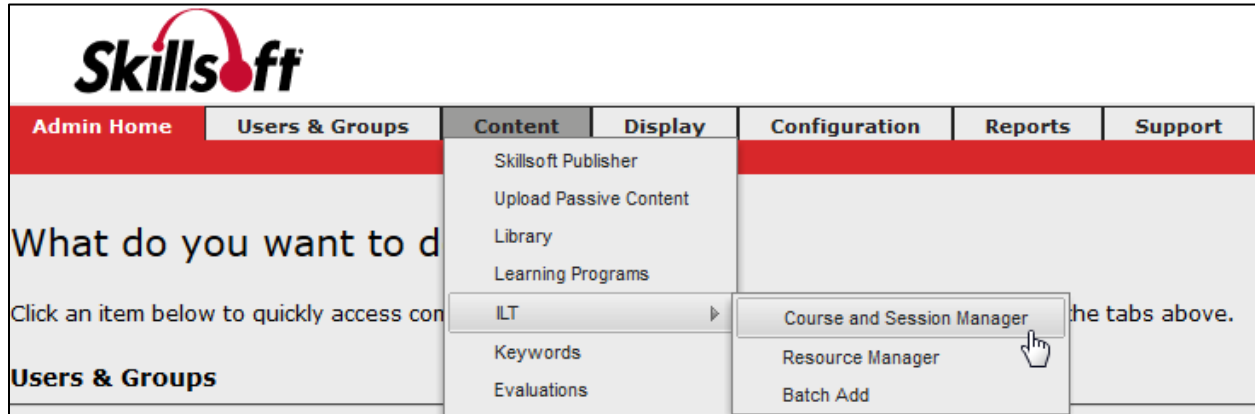 Skillsoft
Admin Home Users & Groups Content Display Configuration Reports Support
Skillsoft Publisher
Upload Passive Content
What do you want to d
Library
Learning Programs
Click an item below to quickly access con
ILT
Course and Session Manager
the tabs above.
Keywords
Resource Manager
Users & Groups
Evaluations
Batch Add